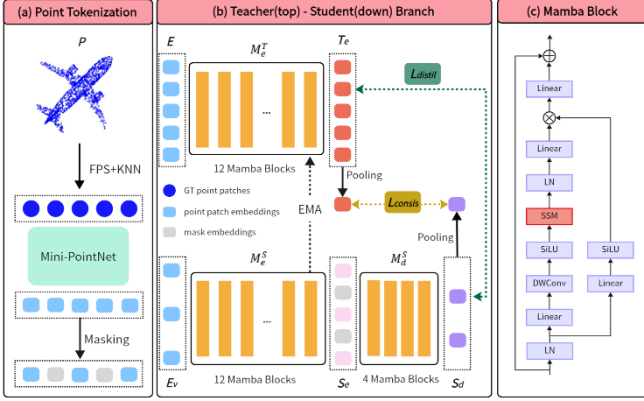 (a) Point Tokenization
P
FPS+KNN
Mini-PointNet
Masking
(b) Teacher(top) - Student(down) Branch
E
M_e^T
T_e
L_distil
12 Mamba Blocks
Pooling
GT point patches
point patch embeddings
mask embeddings
EMA
L_consis
Pooling
M_e^S
M_d^S
...
...
12 Mamba Blocks
4 Mamba Blocks
E_v
S_e
S_d
(c) Mamba Block
Linear
Linear
LN
SSM
SiLU
SiLU
DWConv
Linear
Linear
LN